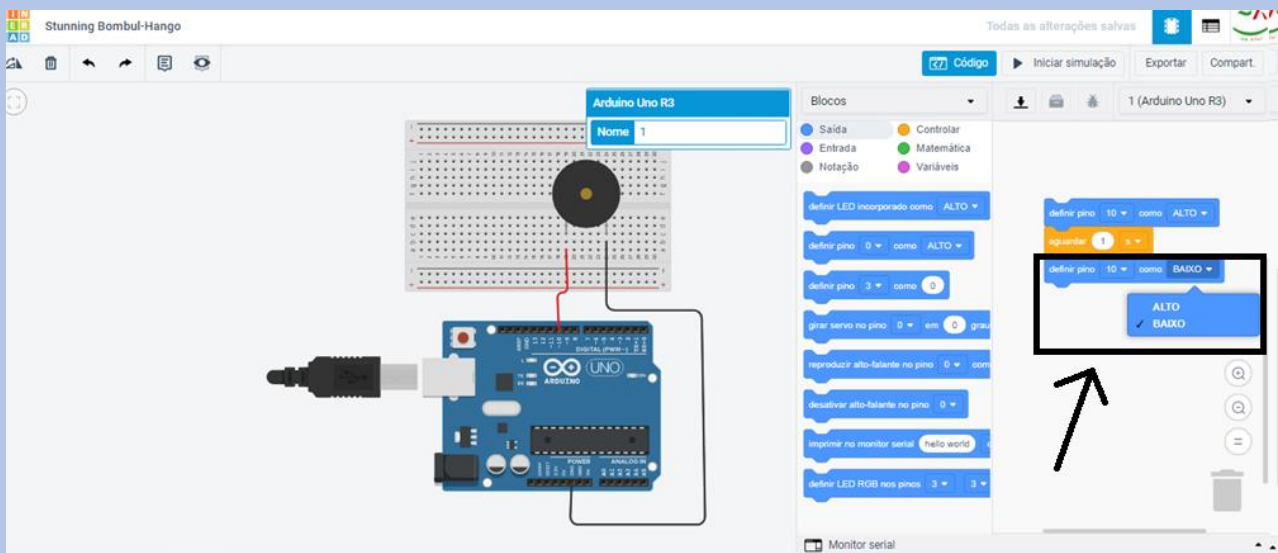 IN
ER
AD
Stunning Bombul-Hango
Todas as alterações salvas
Código
Iniciar simulação
Exportar
Compart.
Arduino Uno R3
Nome 1
Blocos
1 (Arduino Uno R3)
Saída
Controlar
Entrada
Matemática
Notação
Variáveis
definir LED incorporado como ALTO
definir pino 0 como ALTO
definir pino 3 como 0
girar servo no pino 0 em 0 grau
reproduzir alto-falante no pino 0 com
desativar alto-falante no pino 0
imprimir no monitor serial hello world
definir LED RGB nos pinos 3 3
definir pino 10 como ALTO
aguardar 1 s
definir pino 10 como BAIXO
ALTO
✓ BAIXO
DIGITAL (PWM~)
UNO
ARDUINO
POWER
ANALOG IN
Monitor serial